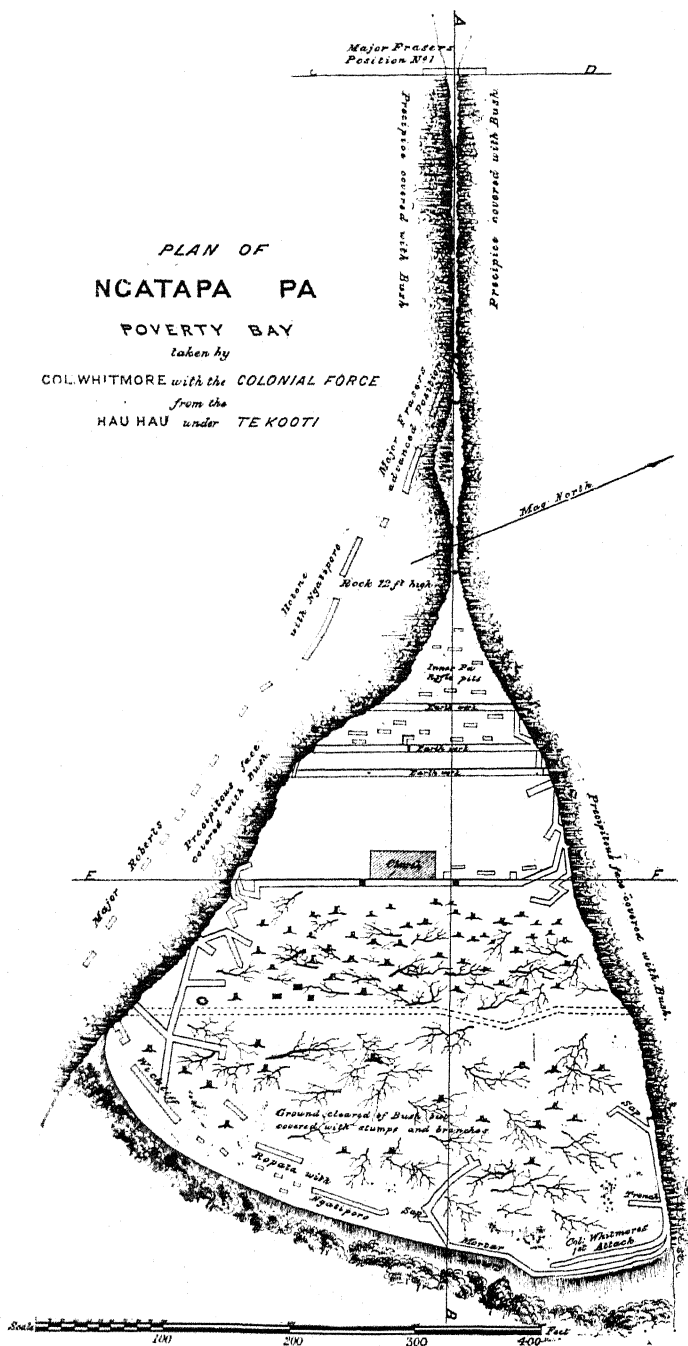 A
Major Frasers
Position No 1
C
D
Precipice covered with Bush
Precipice covered with Bush
PLAN OF
NGATAPA PA
POVERTY BAY
taken by
COL. WHITMORE with the COLONIAL FORCE
from the
HAU HAU under TE KOOTI
Major Frasers
advanced Position
Mag North
Hotene
with Ngatiporo
Rock 12 ft high
Inner Pa
Rifle pits
Earth work
Earth work
Earth work
Precipitous face
covered with Bush.
Major Roberts
Precipitous face covered with Bush.
E
F
Ground cleared of Bush but
covered with stumps and branches
Sap
Ropata with
Ngatiporo
Sap
Trench
Mortar
Col. Whitmores
1st Attack
B
Scale
100
200
300
400
Feet